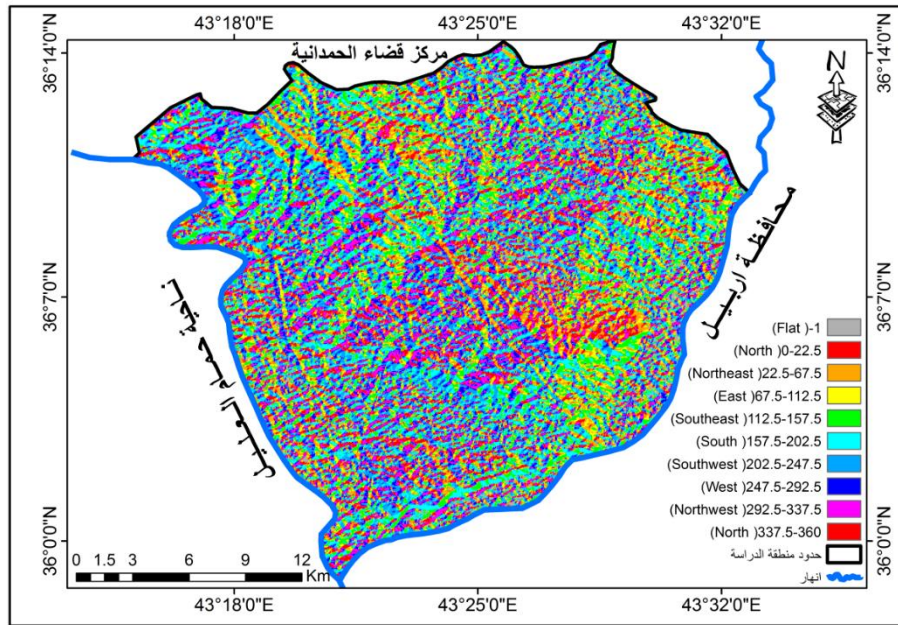 43°18'0"E 43°25'0"E 43°32'0"E
36°14'0"N 36°14'0"N
مركز قضاء الحمدانية
N
محافظة اربيل
36°7'0"N 36°7'0"N
(Flat )-1
(North )0-22.5
(Northeast )22.5-67.5
(East )67.5-112.5
(Southeast )112.5-157.5
(South )157.5-202.5
(Southwest )202.5-247.5
(West )247.5-292.5
(Northwest )292.5-337.5
(North )337.5-360
حدود منطقة الدراسة
انهار
36°0'0"N 36°0'0"N
0 1.5 3 6 9 12
Km
43°18'0"E 43°25'0"E 43°32'0"E